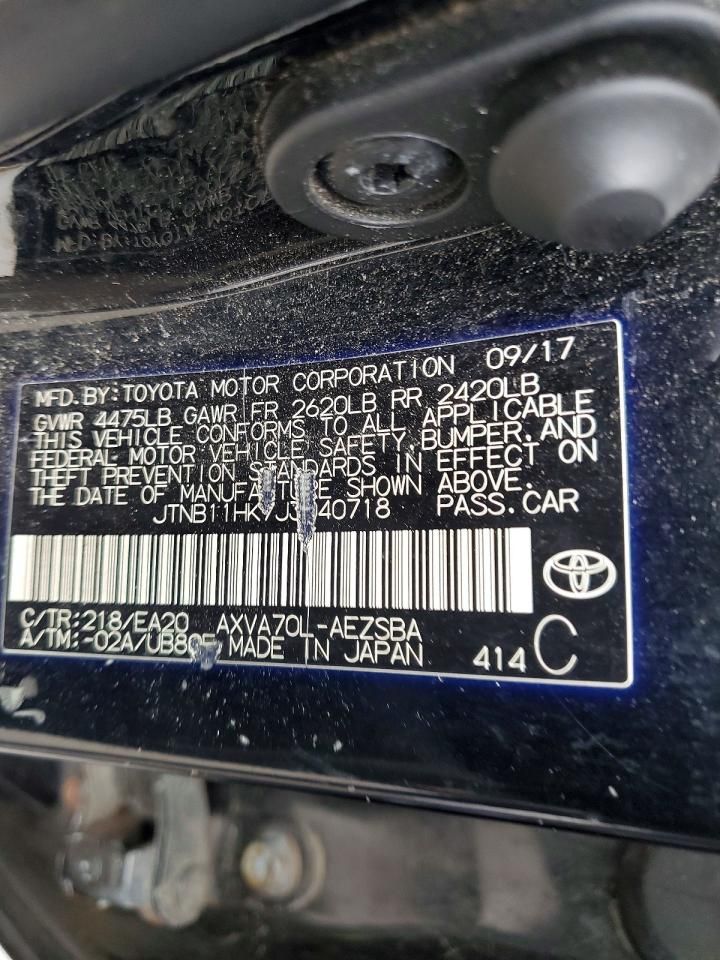 MFD.BY:TOYOTA MOTOR CORPORATION 09/17
GVWR 4475LB GAWR FR 2620LB RR 2420LB
THIS VEHICLE CONFORMS TO ALL APPLICABLE
FEDERAL MOTOR VEHICLE SAFETY,BUMPER,AND
THEFT PREVENTION STANDARDS IN EFFECT ON
THE DATE OF MANUFACTURE SHOWN ABOVE.
PASS.CAR
C/TR:218/EA20 AXVA70L-AEZSBA
A/TM:-02A/ MADE IN JAPAN 414 C